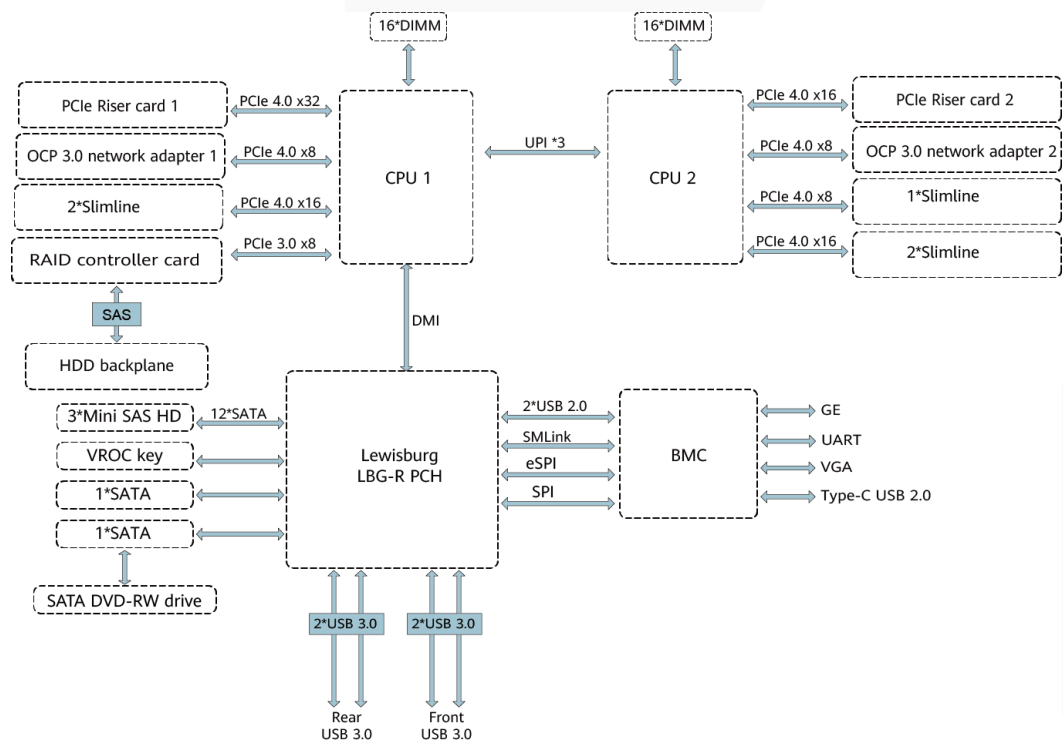 16*DIMM
16*DIMM
PCIe Riser card 1
PCIe 4.0 x32
PCIe 4.0 x16
PCIe Riser card 2
OCP 3.0 network adapter 1
PCIe 4.0 x8
CPU 1
UPI *3
CPU 2
PCIe 4.0 x8
OCP 3.0 network adapter 2
2*Slimline
PCIe 4.0 x16
PCIe 4.0 x8
1*Slimline
RAID controller card
PCIe 3.0 x8
PCIe 4.0 x16
2*Slimline
SAS
DMI
HDD backplane
3*Mini SAS HD
12*SATA
VROC key
1*SATA
1*SATA
SATA DVD-RW drive
Lewisburg
LBG-R PCH
2*USB 2.0
SMLink
eSPI
SPI
BMC
GE
UART
VGA
Type-C USB 2.0
2*USB 3.0
2*USB 3.0
Rear
USB 3.0
Front
USB 3.0